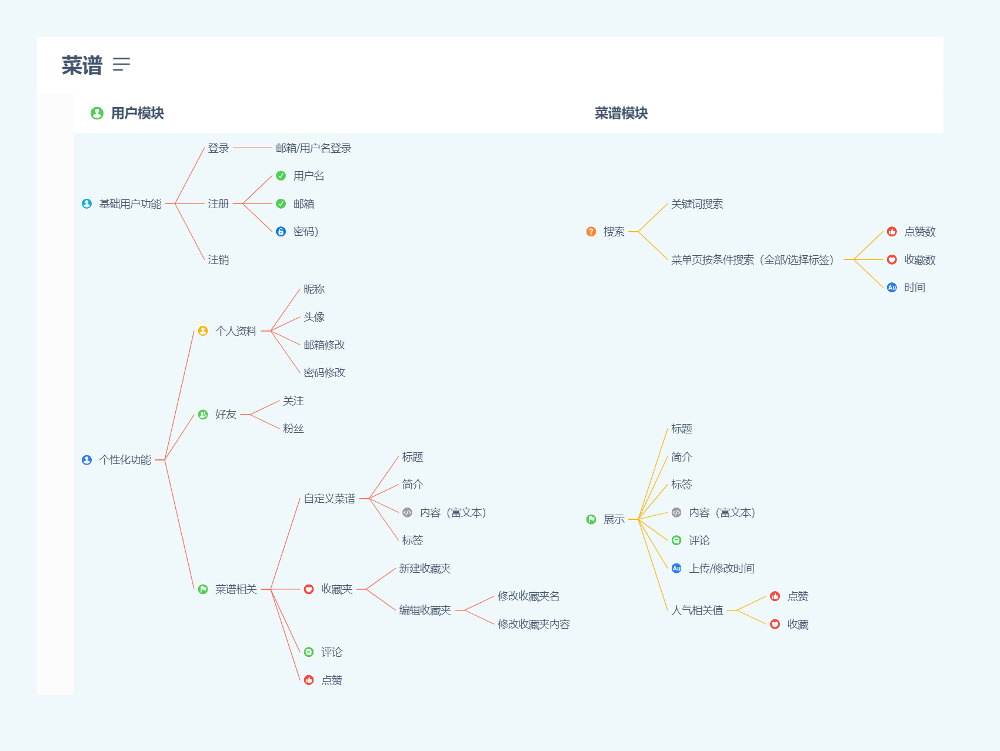 菜谱
用户模块
菜谱模块
基础用户功能
登录
邮箱/用户名登录
注册
用户名
邮箱
密码）
注销
个性化功能
个人资料
昵称
头像
邮箱修改
密码修改
好友
关注
粉丝
菜谱相关
自定义菜谱
标题
简介
内容（富文本）
标签
收藏夹
新建收藏夹
编辑收藏夹
修改收藏夹名
修改收藏夹内容
评论
点赞
搜索
关键词搜索
菜单页按条件搜索（全部/选择标签）
点赞数
收藏数
Au 时间
展示
标题
简介
标签
内容（富文本）
评论
Au 上传/修改时间
人气相关值
点赞
收藏